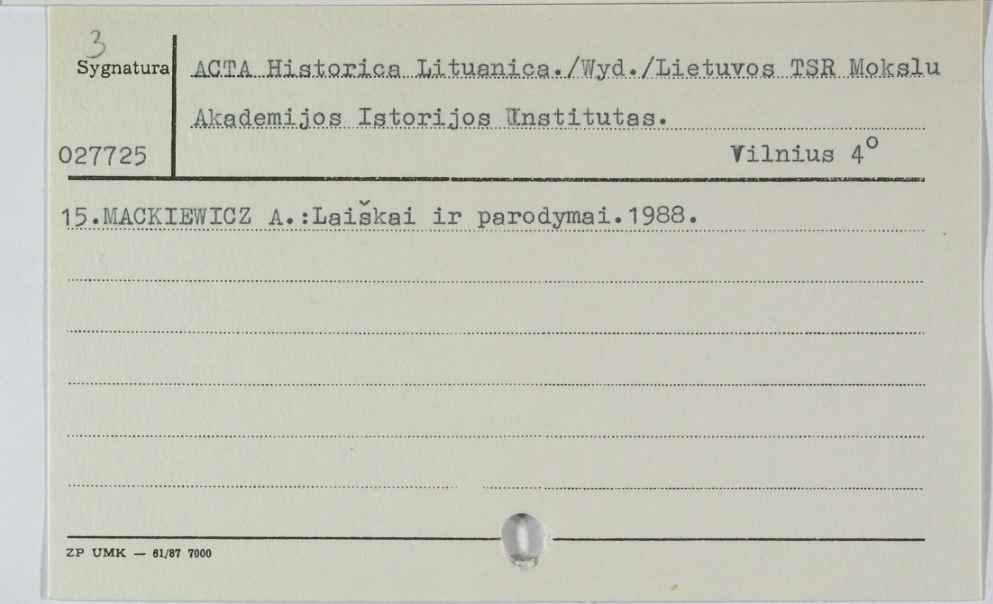 3
Sygnatura
ACTA Historica Lituanica./Wyd./Lietuvos TSR Mokslu
Akademijos Istorijos Institutas.
027725
Vilnius 4°
15.MACKIEWICZ A.:Laiškai ir parodymai.1988.
ZP UMK — 61/87 7000